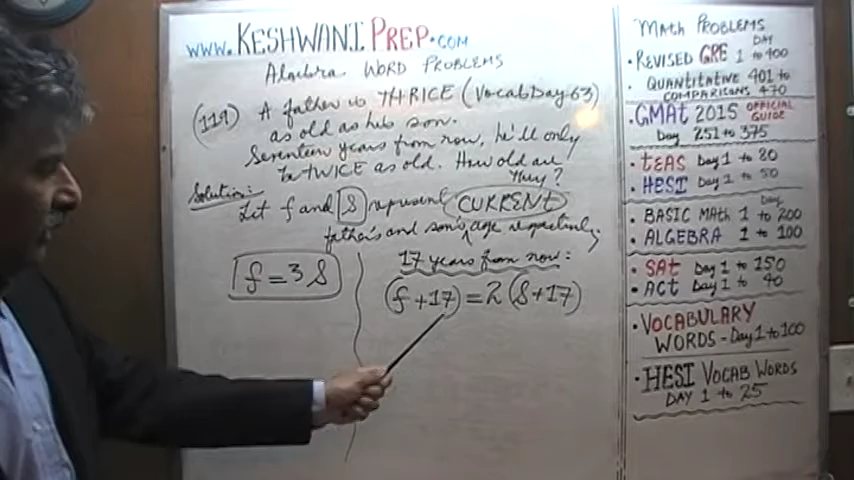 www.KESHWANI PREP.COM
Algebra WORD PROBLEMS
(119) A father is THRICE (Vocab Day 63)
as old as his son.
Seventeen years from now, he'll only
be TWICE as old. How old are
they?
Solution:
Let f and S represent CURRENT
father's and son's age respectively
f = 3S
17 years from now:
(f + 17) = 2 (S + 17)
MATH PROBLEMS
DAY
• REVISED GRE 1 to 400
• QUANTITATIVE 401 to
COMPARISONS 470
• GMAT 2015 OFFICIAL
GUIDE
Day 251 to 375
• TEAS Day 1 to 80
• HESI Day 1 to 50
DAY
• BASIC MATH 1 to 200
• ALGEBRA 1 to 100
• SAT Day 1 to 150
• ACT Day 1 to 40
• VOCABULARY
WORDS - Day 1 to 100
• HESI VOCAB WORDS
DAY 1 to 25